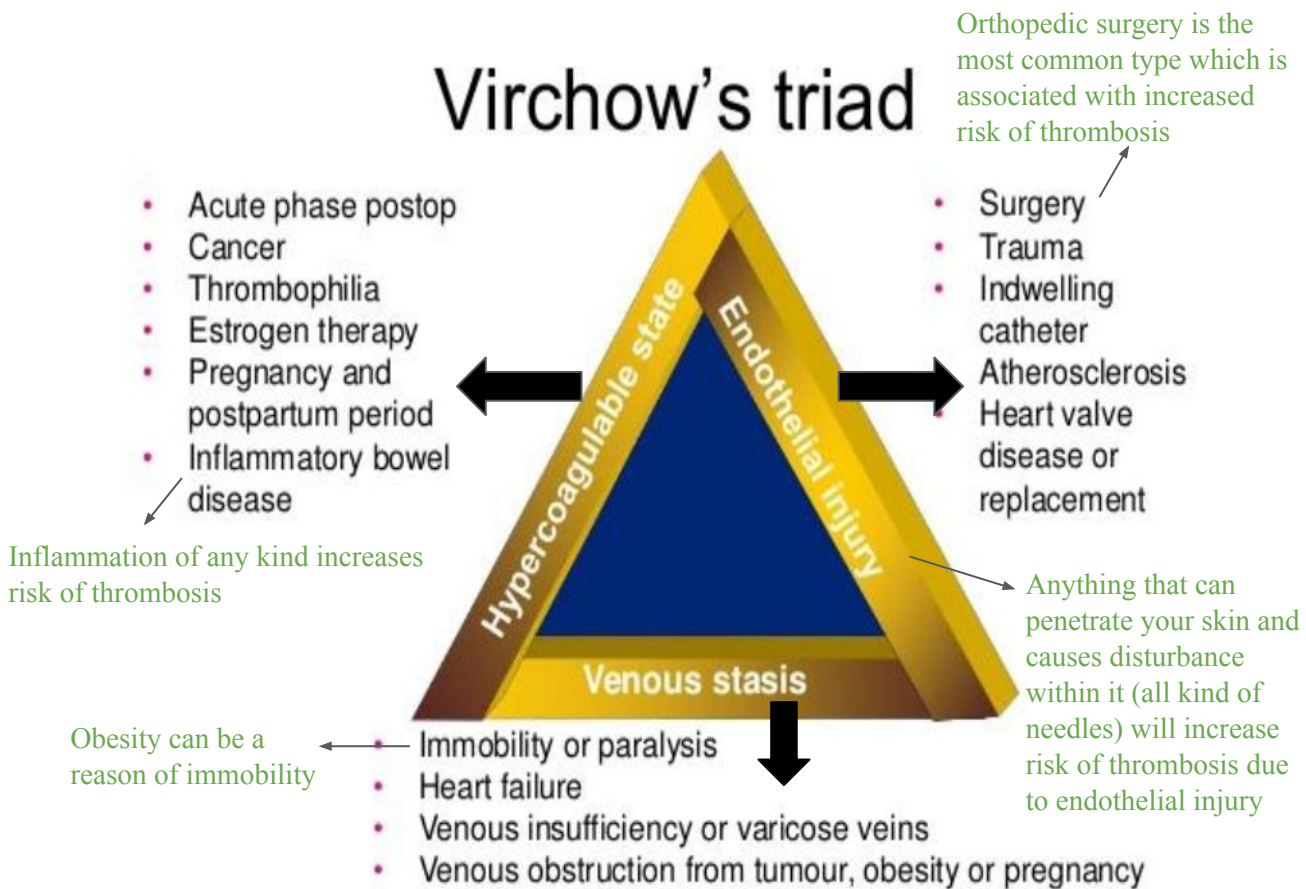 Virchow's triad
Orthopedic surgery is the
most common type which is
associated with increased
risk of thrombosis
• Acute phase postop
• Cancer
• Thrombophilia
• Estrogen therapy
• Pregnancy and
postpartum period
• Inflammatory bowel
disease
Inflammation of any kind increases
risk of thrombosis
Hypercoagulable state
Endothelial injury
Venous stasis
• Surgery
• Trauma
• Indwelling
catheter
• Atherosclerosis
• Heart valve
disease or
replacement
Anything that can
penetrate your skin and
causes disturbance
within it (all kind of
needles) will increase
risk of thrombosis due
to endothelial injury
Obesity can be a
reason of immobility
• Immobility or paralysis
• Heart failure
• Venous insufficiency or varicose veins
• Venous obstruction from tumour, obesity or pregnancy